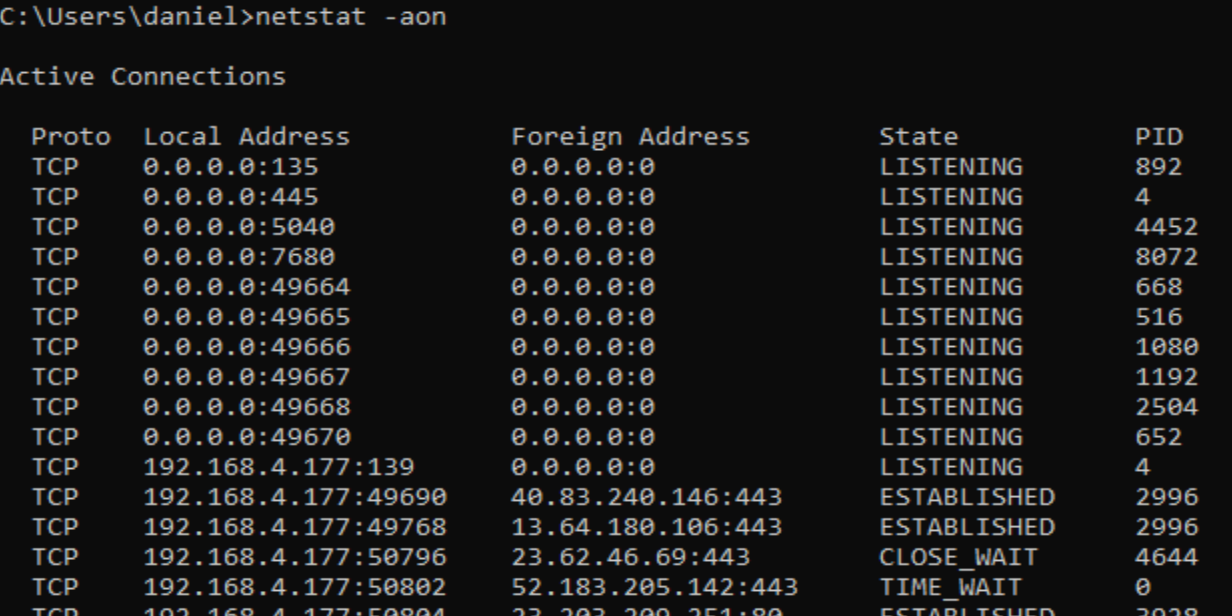 C:\Users\daniel>netstat -aon
Active Connections
Proto  Local Address          Foreign Address        State           PID
TCP    0.0.0.0:135            0.0.0.0:0              LISTENING       892
TCP    0.0.0.0:445            0.0.0.0:0              LISTENING       4
TCP    0.0.0.0:5040           0.0.0.0:0              LISTENING       4452
TCP    0.0.0.0:7680           0.0.0.0:0              LISTENING       8072
TCP    0.0.0.0:49664          0.0.0.0:0              LISTENING       668
TCP    0.0.0.0:49665          0.0.0.0:0              LISTENING       516
TCP    0.0.0.0:49666          0.0.0.0:0              LISTENING       1080
TCP    0.0.0.0:49667          0.0.0.0:0              LISTENING       1192
TCP    0.0.0.0:49668          0.0.0.0:0              LISTENING       2504
TCP    0.0.0.0:49670          0.0.0.0:0              LISTENING       652
TCP    192.168.4.177:139      0.0.0.0:0              LISTENING       4
TCP    192.168.4.177:49690    40.83.240.146:443      ESTABLISHED     2996
TCP    192.168.4.177:49768    13.64.180.106:443      ESTABLISHED     2996
TCP    192.168.4.177:50796    23.62.46.69:443        CLOSE_WAIT      4644
TCP    192.168.4.177:50802    52.183.205.142:443     TIME_WAIT       0
TCP    ESTABLISHED